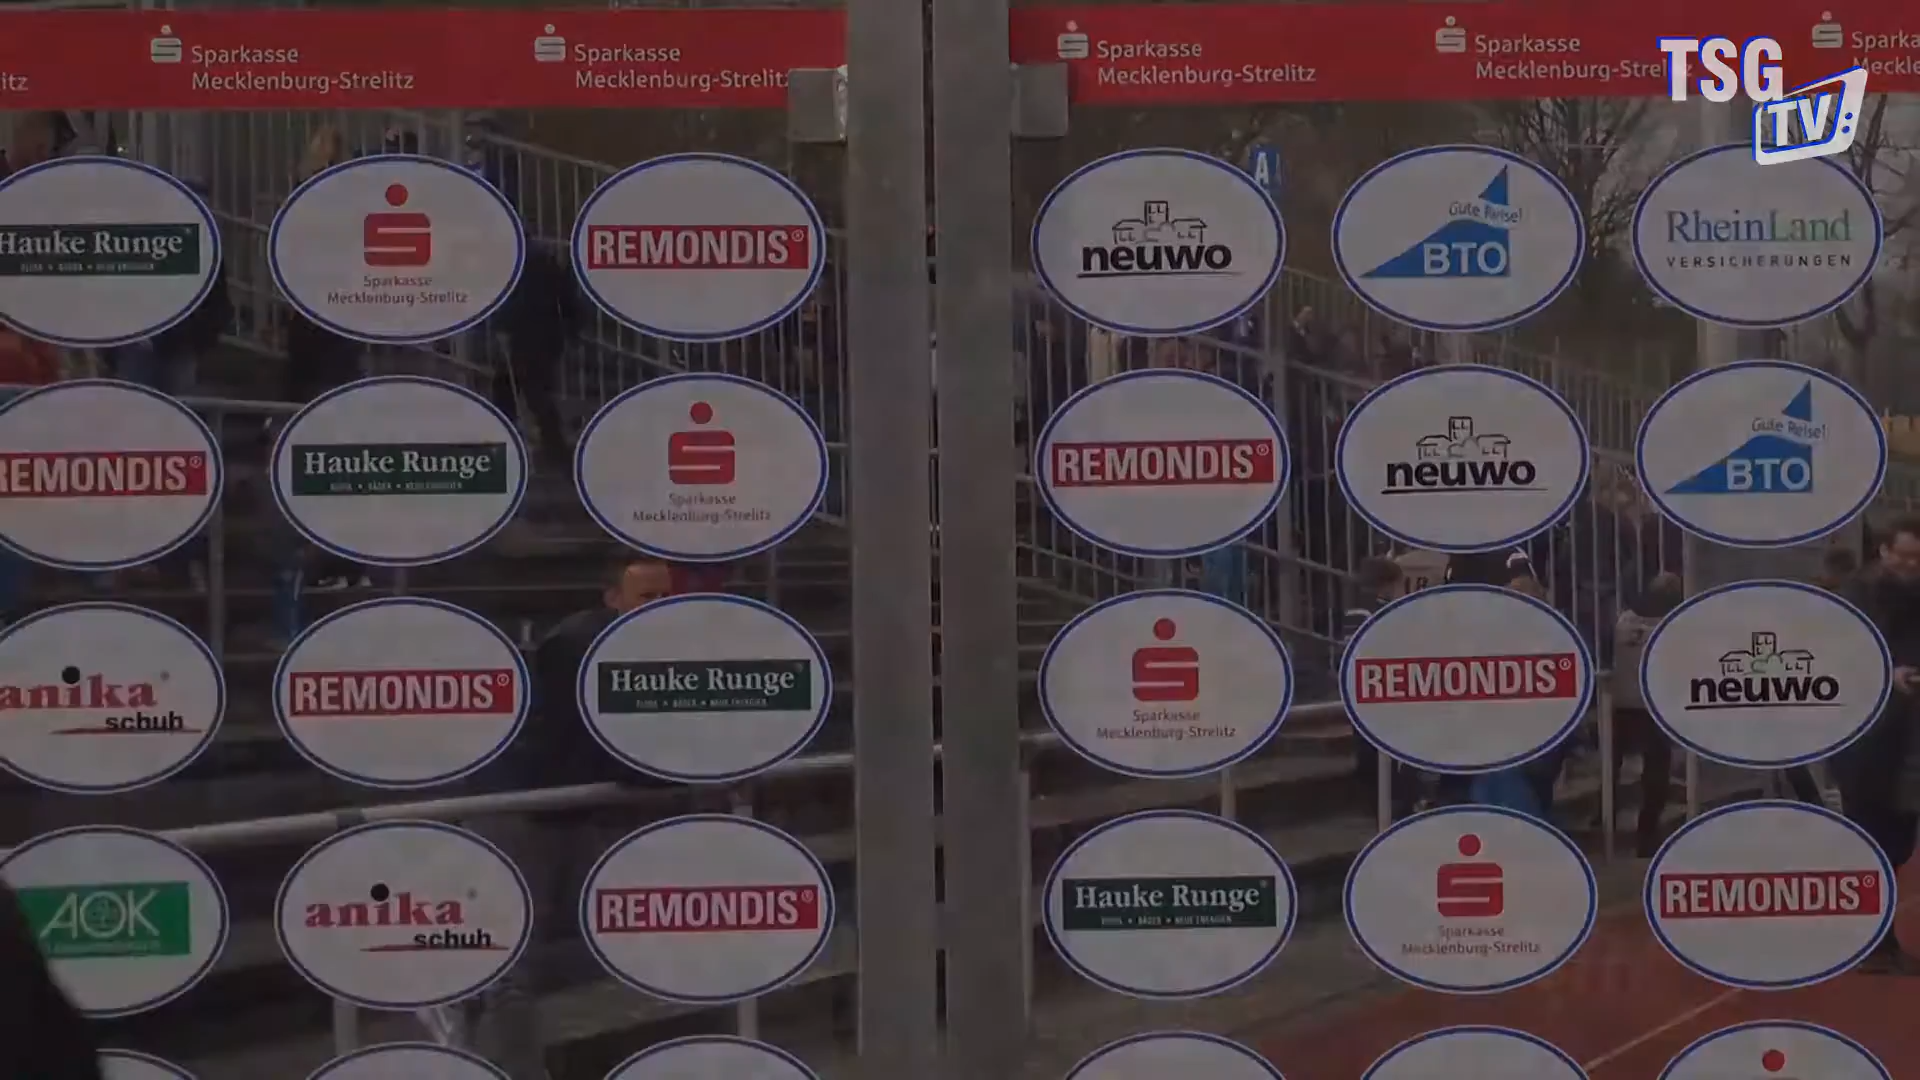 itz
Sparkasse
Mecklenburg-Strelitz
Sparkasse
Mecklenburg-Strelitz
Sparkasse
Mecklenburg-Strelitz
Sparkasse
Mecklenburg-Strel
Sparka
Meckle
TSG
TV
Hauke Runge
Sparkasse
Mecklenburg-Strelitz
REMONDIS®
neuwo
A
Gute Reise!
BTO
RheinLand
VERSICHERUNGEN
REMONDIS®
Hauke Runge
Sparkasse
Mecklenburg-Strelitz
REMONDIS®
neuwo
Gute Reise!
BTO
anika
schuh
REMONDIS®
Hauke Runge
Sparkasse
Mecklenburg-Strelitz
REMONDIS®
neuwo
AOK
anika
schuh
REMONDIS®
Hauke Runge
Sparkasse
Mecklenburg-Strelitz
REMONDIS®